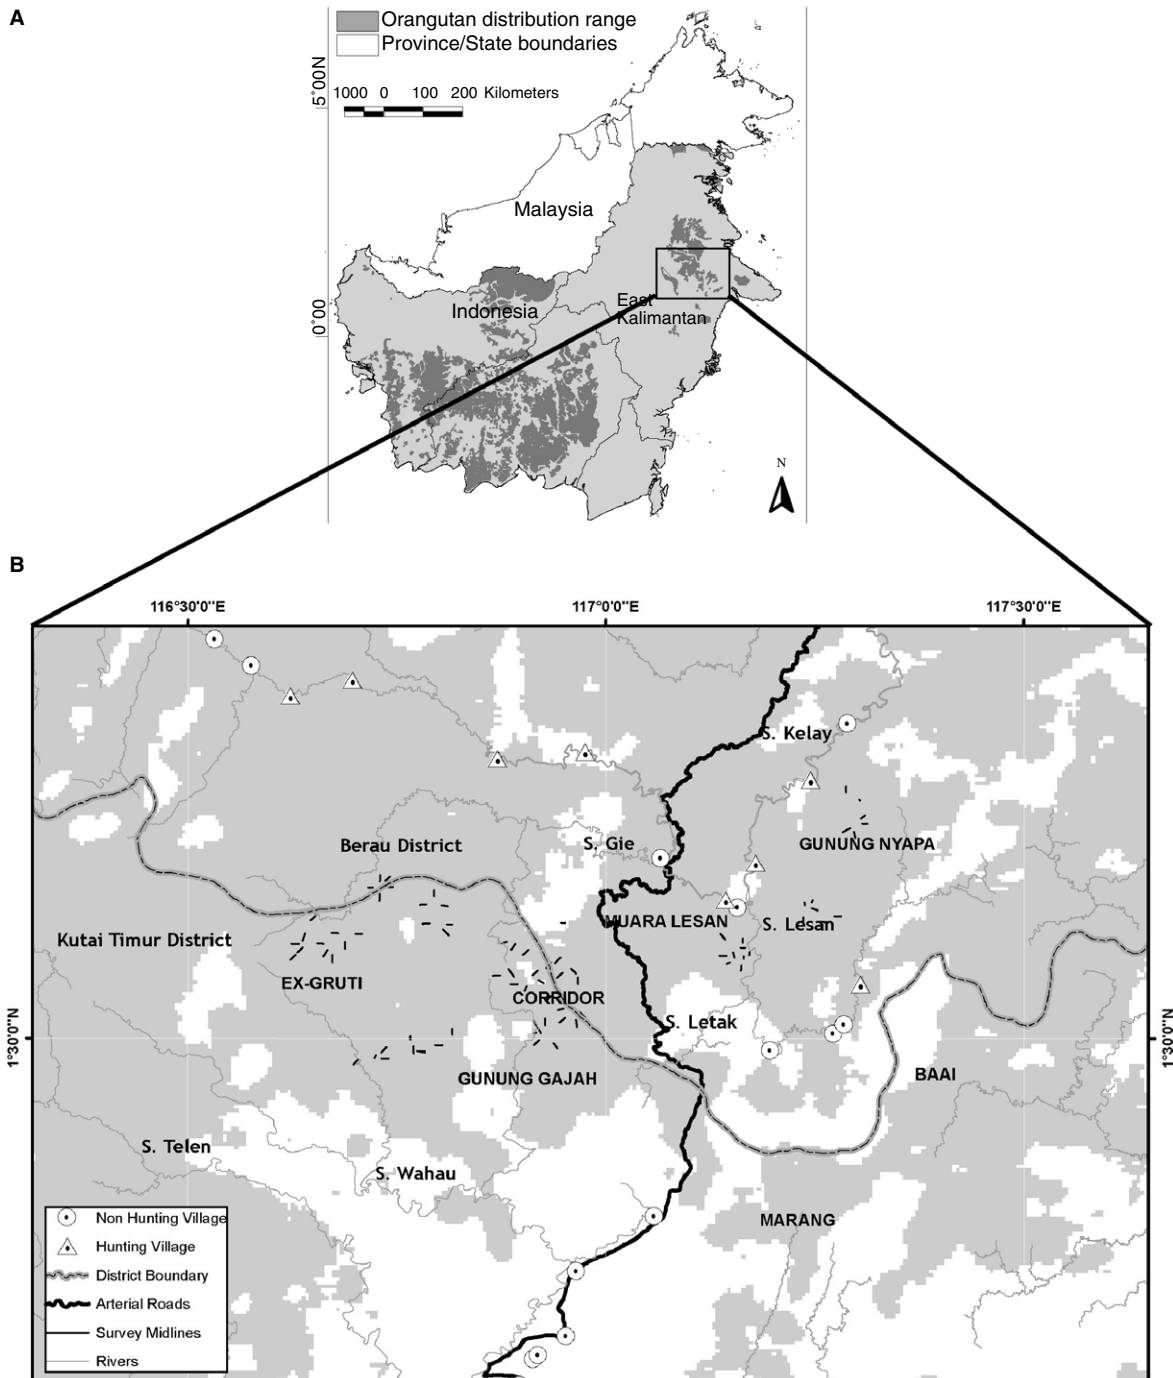 A
Orangutan distribution range
Province/State boundaries
1000 0 100 200 Kilometers
5°00N
Malaysia
Indonesia
East
Kalimantan
0°00
N
B
116°30'0"E
117°0'0"E
117°30'0"E
S. Kelay
S. Gie
Berau District
GUNUNG NYAPA
MUARA LESAN
S. Lesan
Kutai Timur District
EX-GRUTI
CORRIDOR
S. Letak
1°30'0"N
1°30'0"N
GUNUNG GAJAH
BAAI
S. Telen
S. Wahau
MARANG
Non Hunting Village
Hunting Village
District Boundary
Arterial Roads
Survey Midlines
Rivers